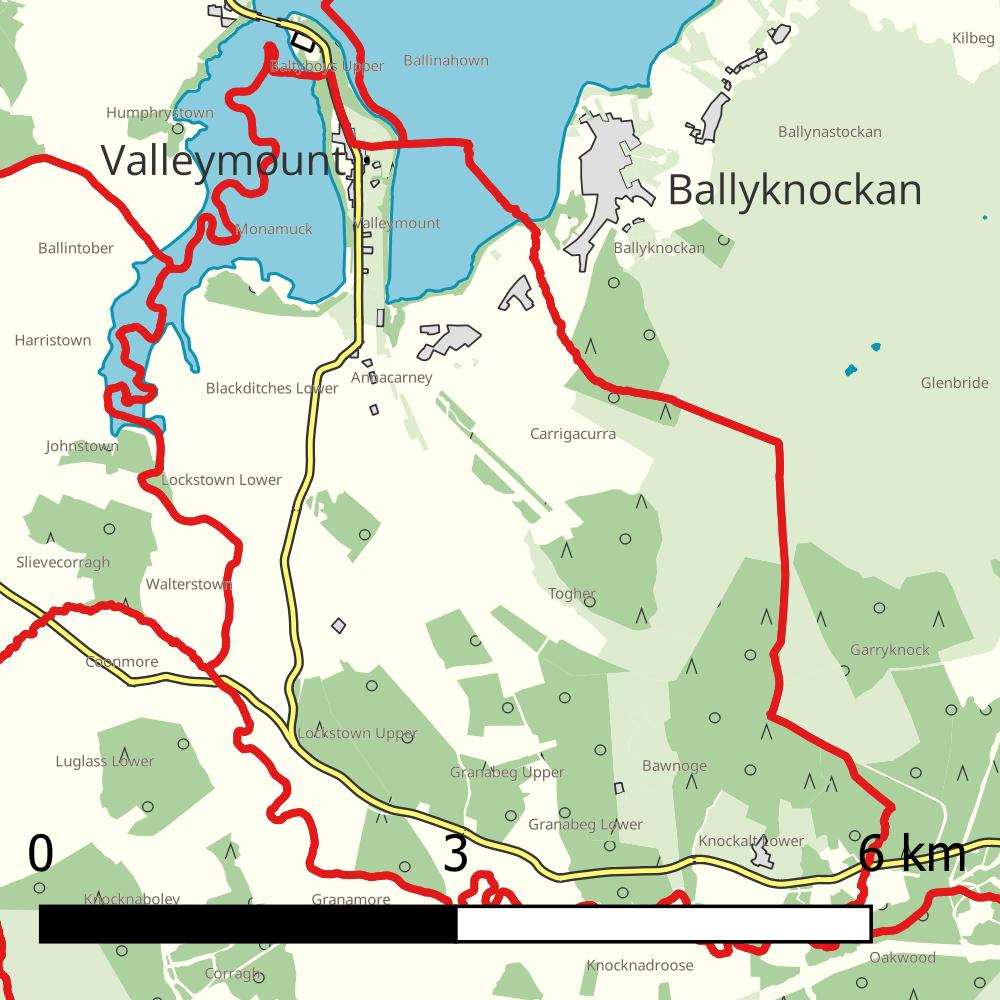 Kilbeg
Ballinahown
Baltyboys Upper
Humphrystown
Ballynastockan
Valleymount
Ballyknockan
Valleymount
Monamuck
Ballintober
Ballyknockan
Harristown
Annacarney
Blackditches Lower
Glenbride
Carrigacurra
Johnstown
Lockstown Lower
Slievecorragh
Walterstown
Togher
Garryknock
Coonmore
Lockstown Upper
Luglass Lower
Granabeg Upper
Bawnoge
Granabeg Lower
Knockalt Lower
0 3 6 km
Knocknaboley
Granamore
Oakwood
Knocknadroose
Corragh